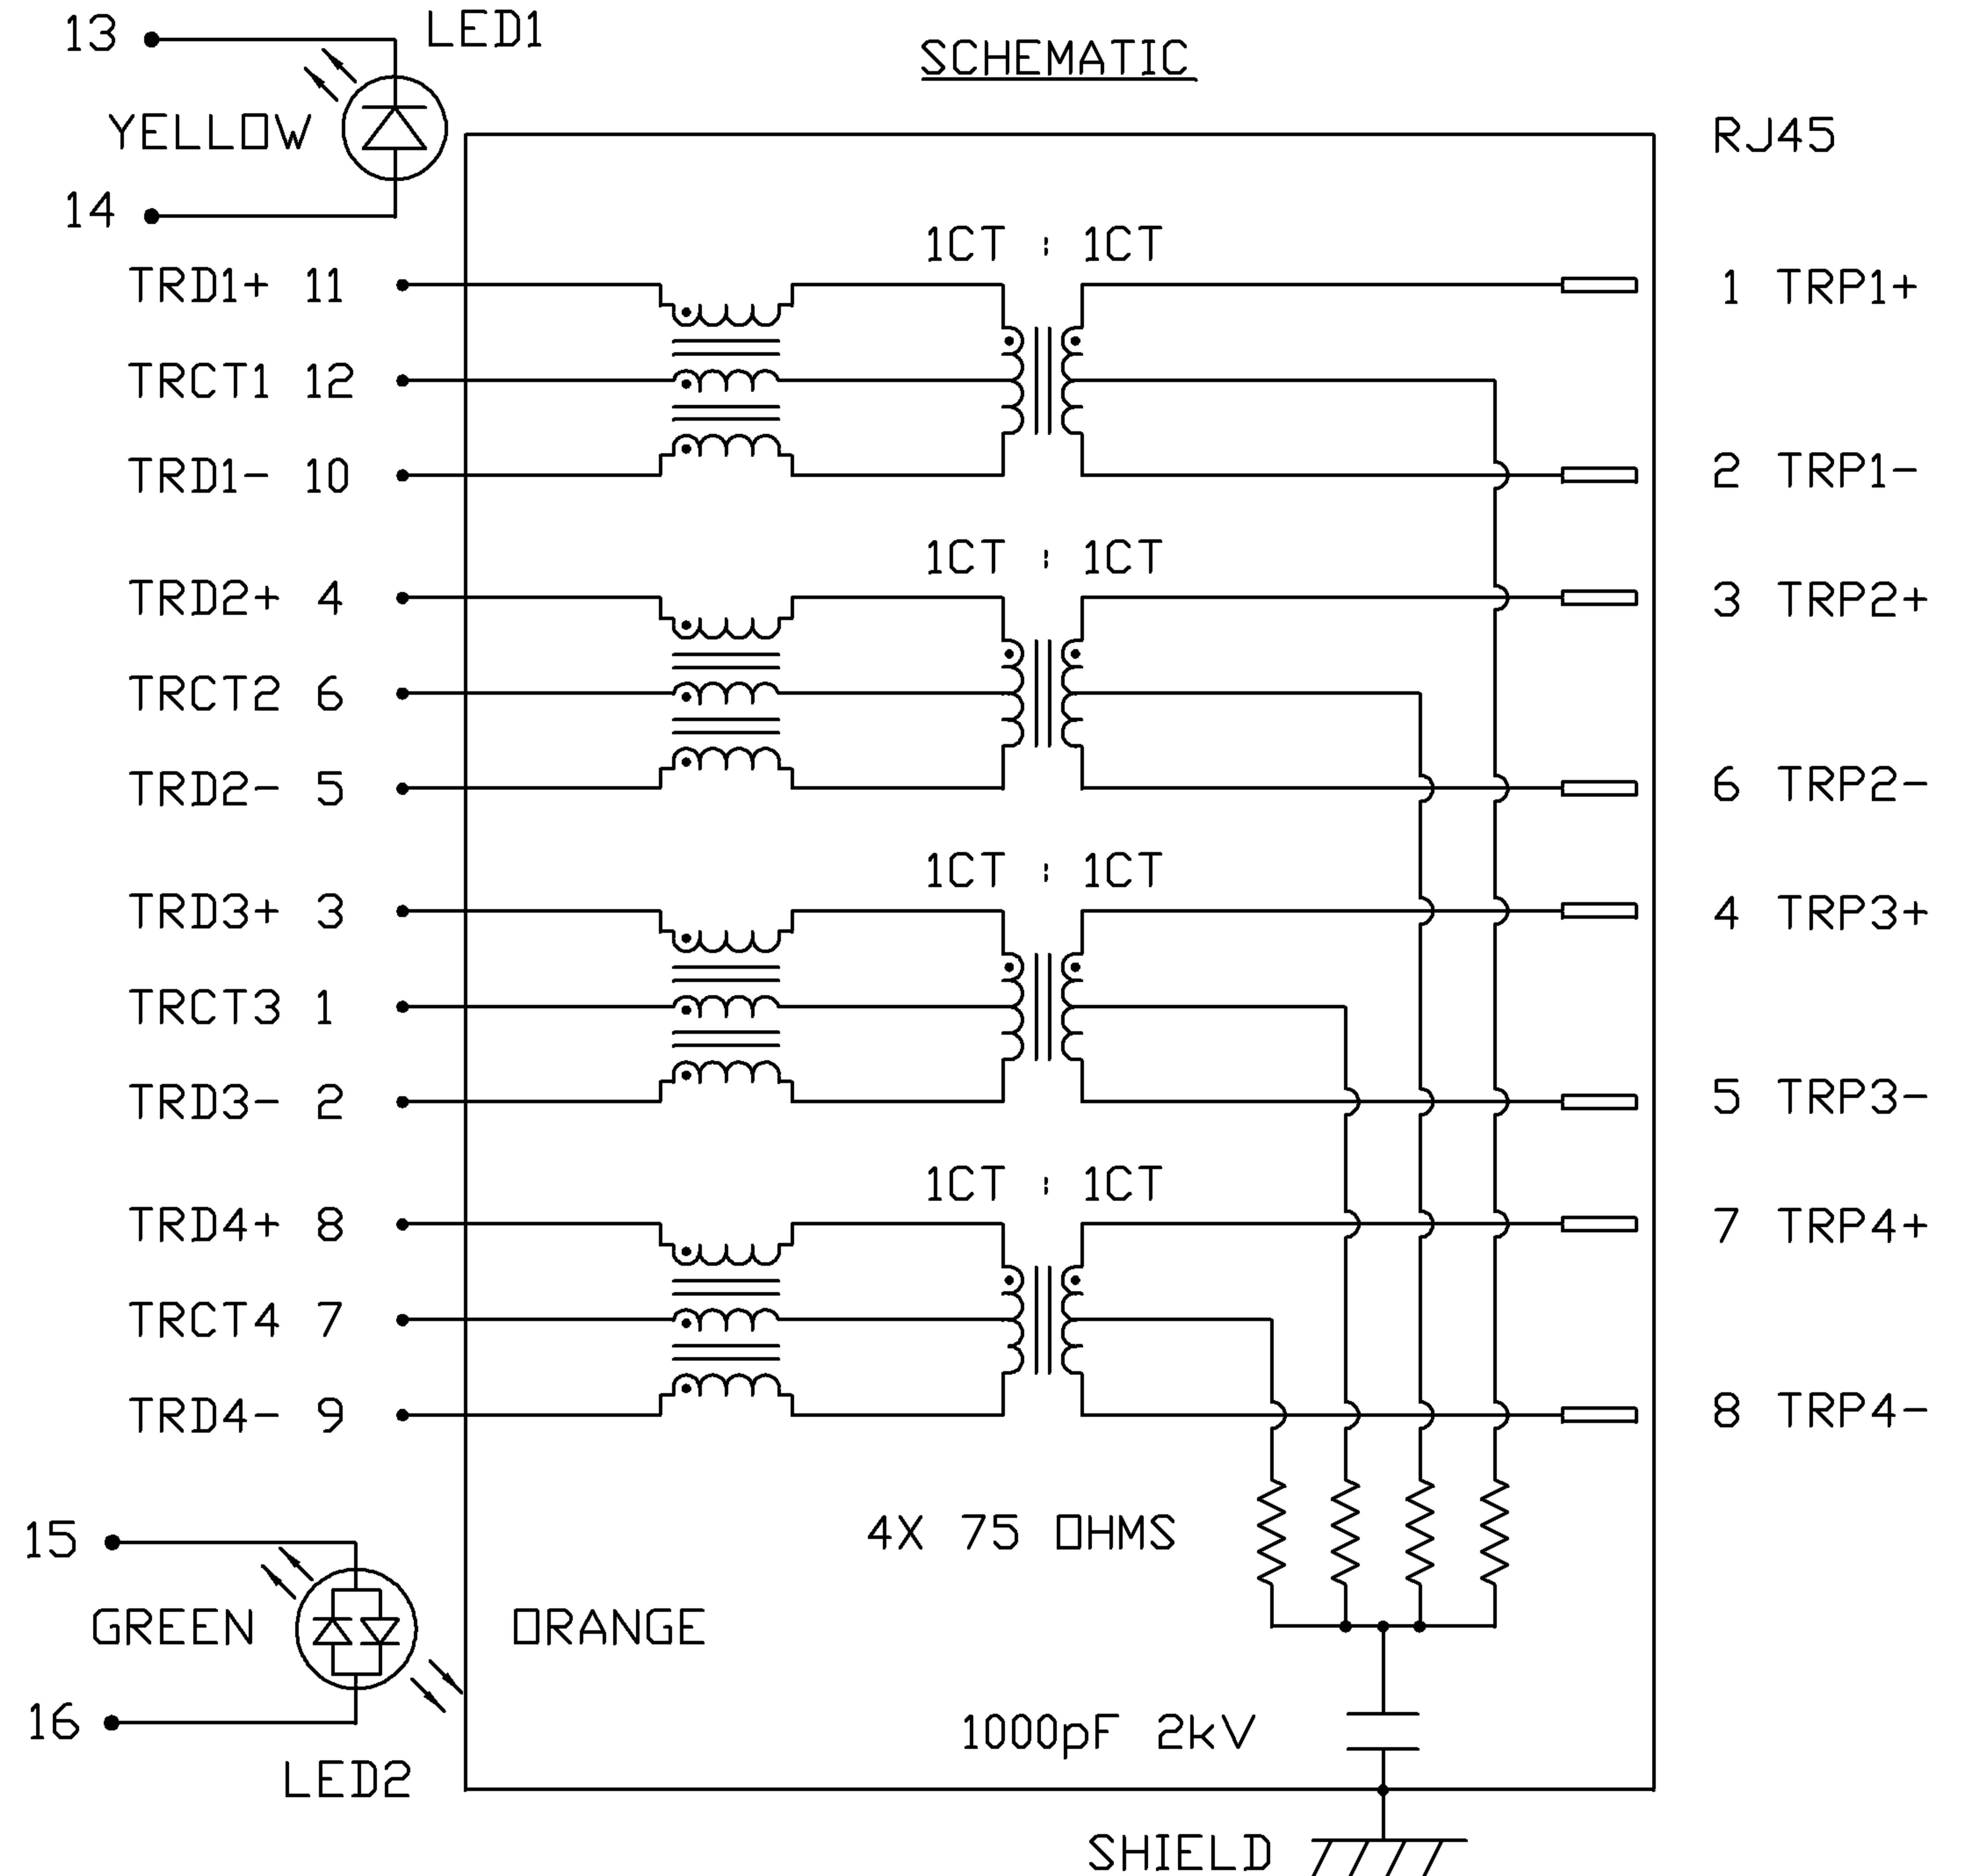 13 LED1
SCHEMATIC
YELLOW
RJ45
14
1CT : 1CT
TRD1+ 11
1 TRP1+
TRCT1 12
TRD1- 10
2 TRP1-
1CT : 1CT
TRD2+ 4
3 TRP2+
TRCT2 6
TRD2- 5
6 TRP2-
1CT : 1CT
TRD3+ 3
4 TRP3+
TRCT3 1
TRD3- 2
5 TRP3-
1CT : 1CT
TRD4+ 8
7 TRP4+
TRCT4 7
TRD4- 9
8 TRP4-
15
4X 75 OHMS
GREEN
ORANGE
16
1000pF 2kV
LED2
SHIELD